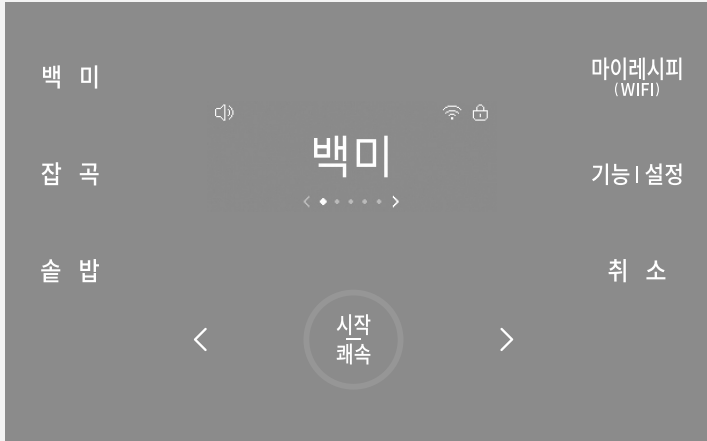 백 미
마이레시피
(WIFI)
백미
잡 곡
기능 | 설정
솥 밥
취 소
시작
쾌속